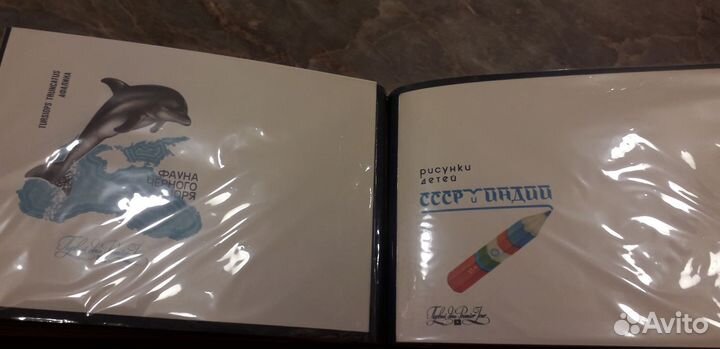 TURSIOPS TRUNCATUS
АФАЛИНА
ФАУНА
ЧЕРНОГО
МОРЯ
рисунки
детей
СССР ИНДИИ
Avito